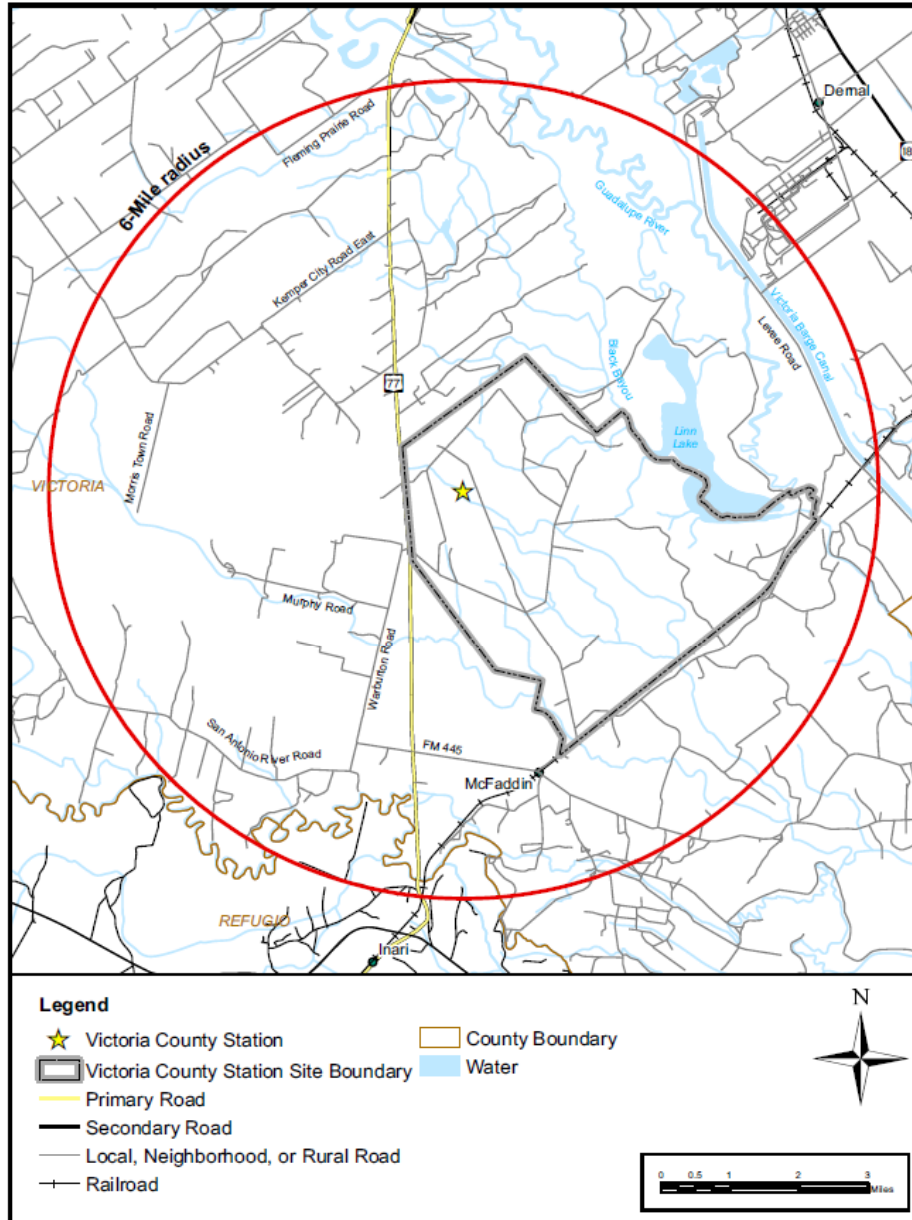 Dernal
Fleming Prairie Road
6-Mile radius
Guadalupe River
Kemper City Road East
Victoria Barge Canal
Levee Road
Black Bayou
77
Linn
Lake
Morris Town Road
VICTORIA
Murphy Road
Warburton Road
San Antonio River Road
FM 445
McFaddin
REFUGIO
Inari
Legend
Victoria County Station
Victoria County Station Site Boundary
Primary Road
Secondary Road
Local, Neighborhood, or Rural Road
Railroad
County Boundary
Water
N
0 0.5 1 2 3
Miles